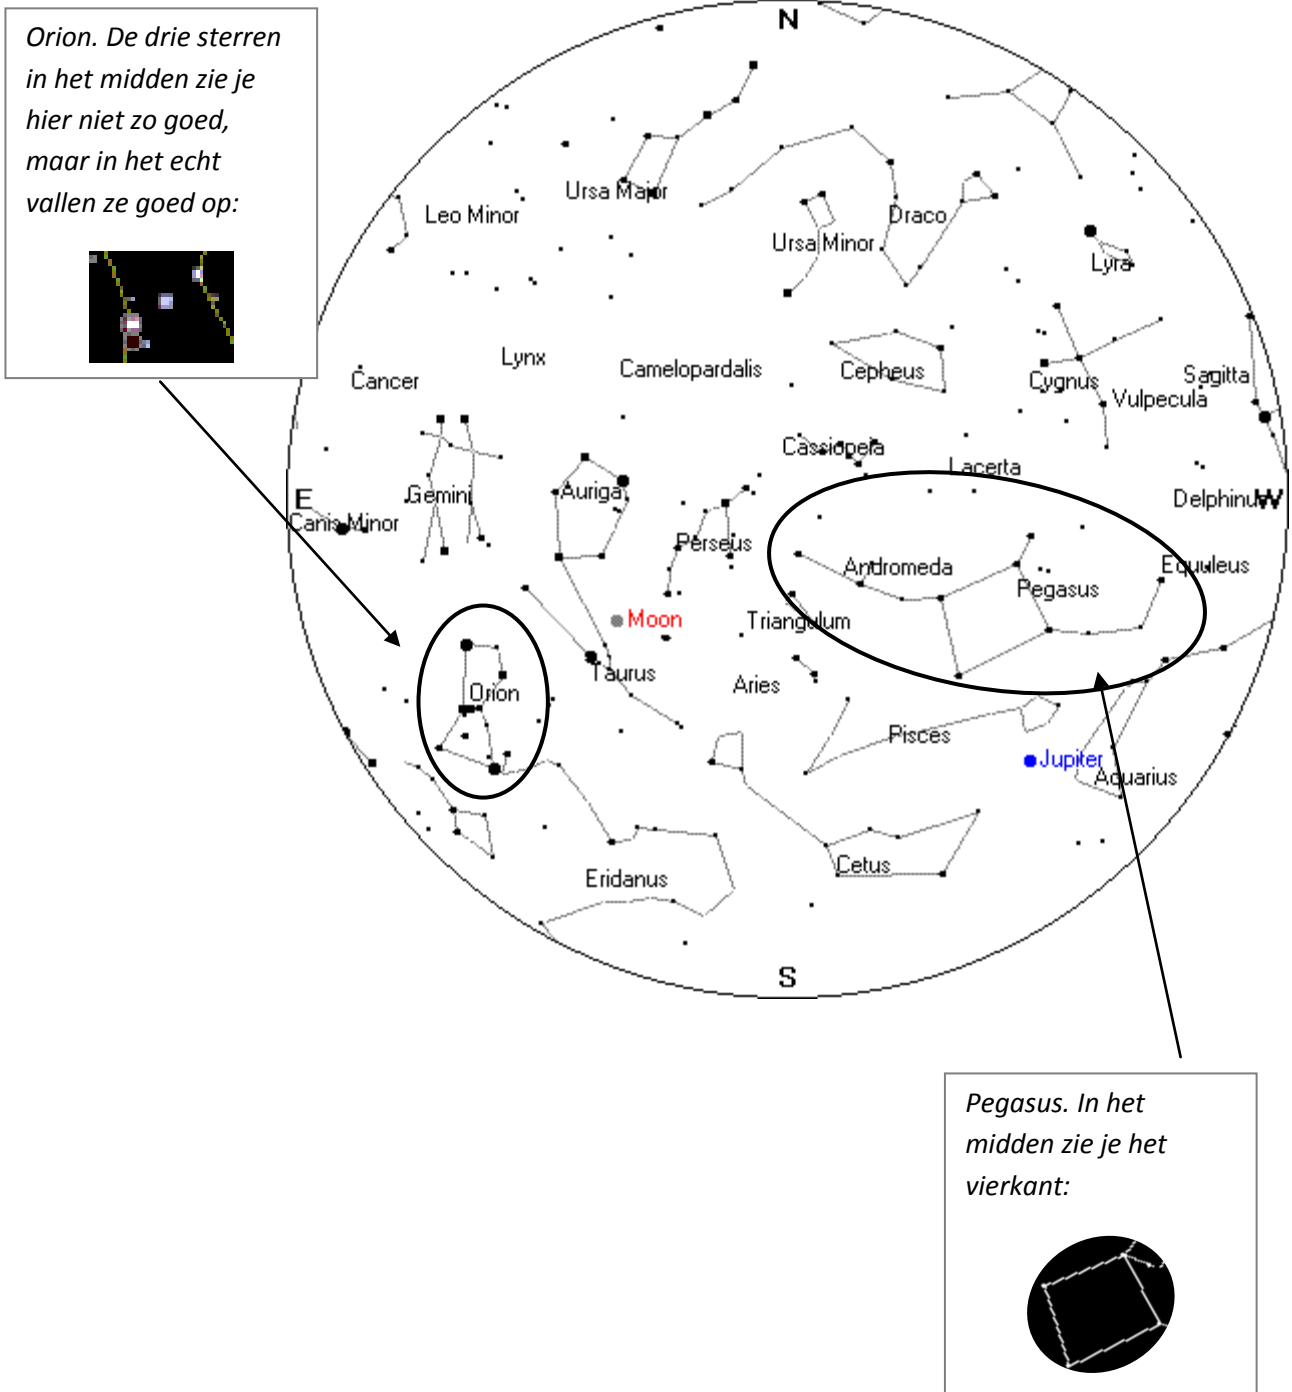 Orion. De drie sterren
in het midden zie je
hier niet zo goed,
maar in het echt
vallen ze goed op:
N
Ursa Major
Leo Minor
Draco
Ursa Minor
Lyra
Lynx
Camelopardalis
Cepheus
Cancer
Cygnus
Sagitta
Vulpecula
Cassiopeia
Lacerta
E
Gemini
Auriga
Delphinu
W
Canis Minor
Perseus
Andromeda
Equuleus
Pegasus
Moon
Triangulum
Taurus
Aries
Orion
Pisces
Jupiter
Aquarius
Cetus
Eridanus
S
Pegasus. In het
midden zie je het
vierkant: